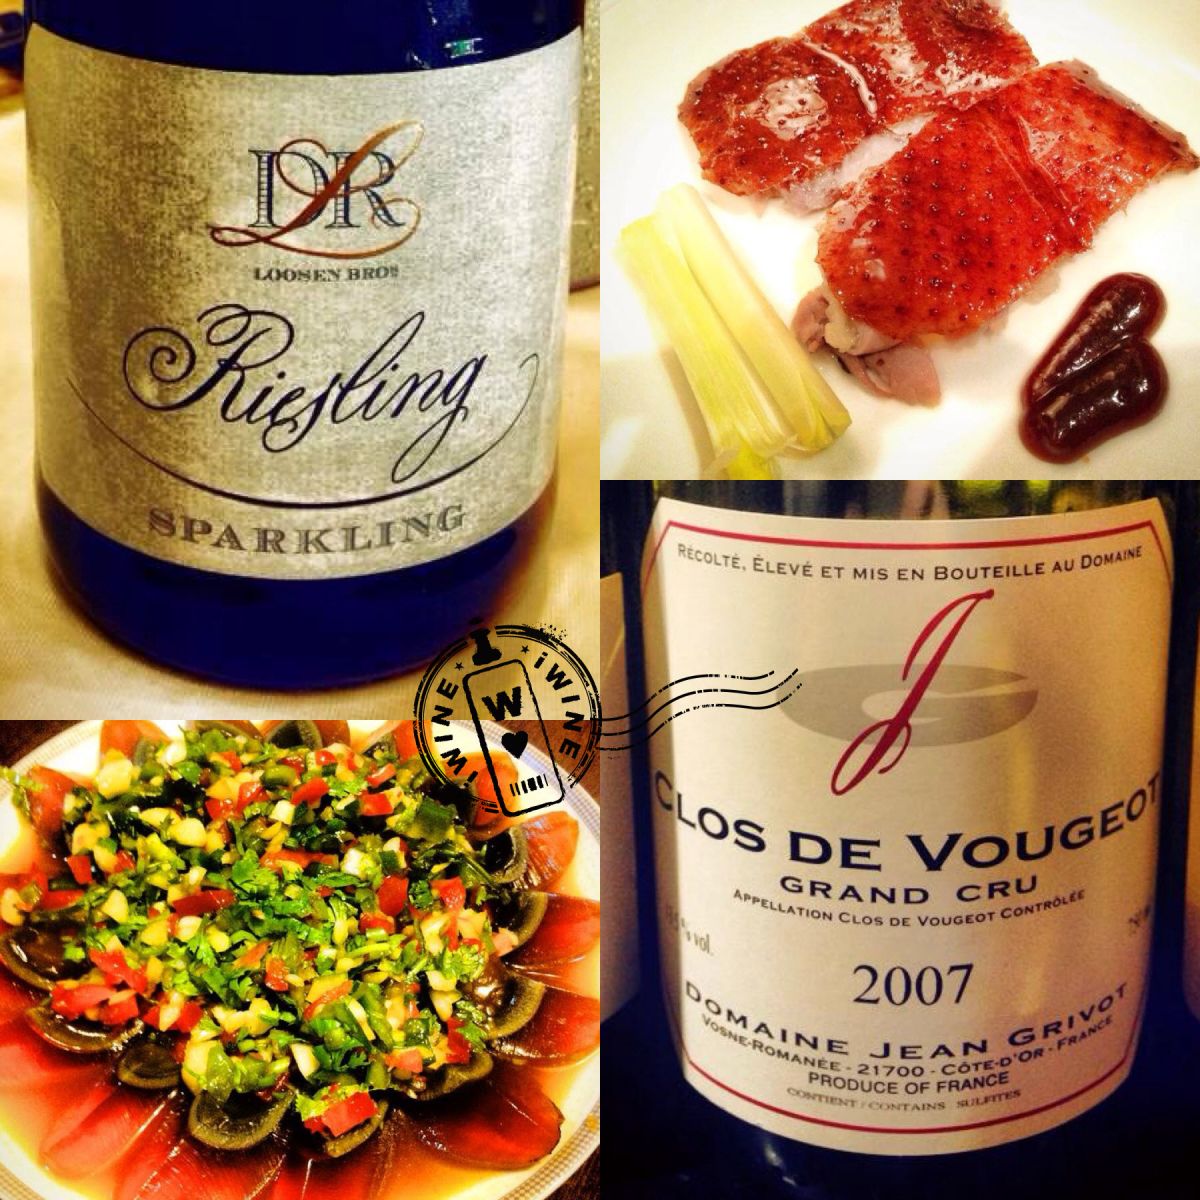 DR L
LOOSEN BROS
Riesling
SPARKLING
RÉCOLTÉ, ÉLEVÉ ET MIS EN BOUTEILLE AU DOMAINE
J
CLOS DE VOUGEOT
GRAND CRU
APPELLATION CLOS DE VOUGEOT CONTRÔLÉE
% vol.
2007
DOMAINE JEAN GRIVOT
VOSNE-ROMANÉE - 21700 - CÔTE-D'OR - FRANCE
PRODUCE OF FRANCE
CONTIENT / CONTAINS SULFITES
iWINE
iWINE
W